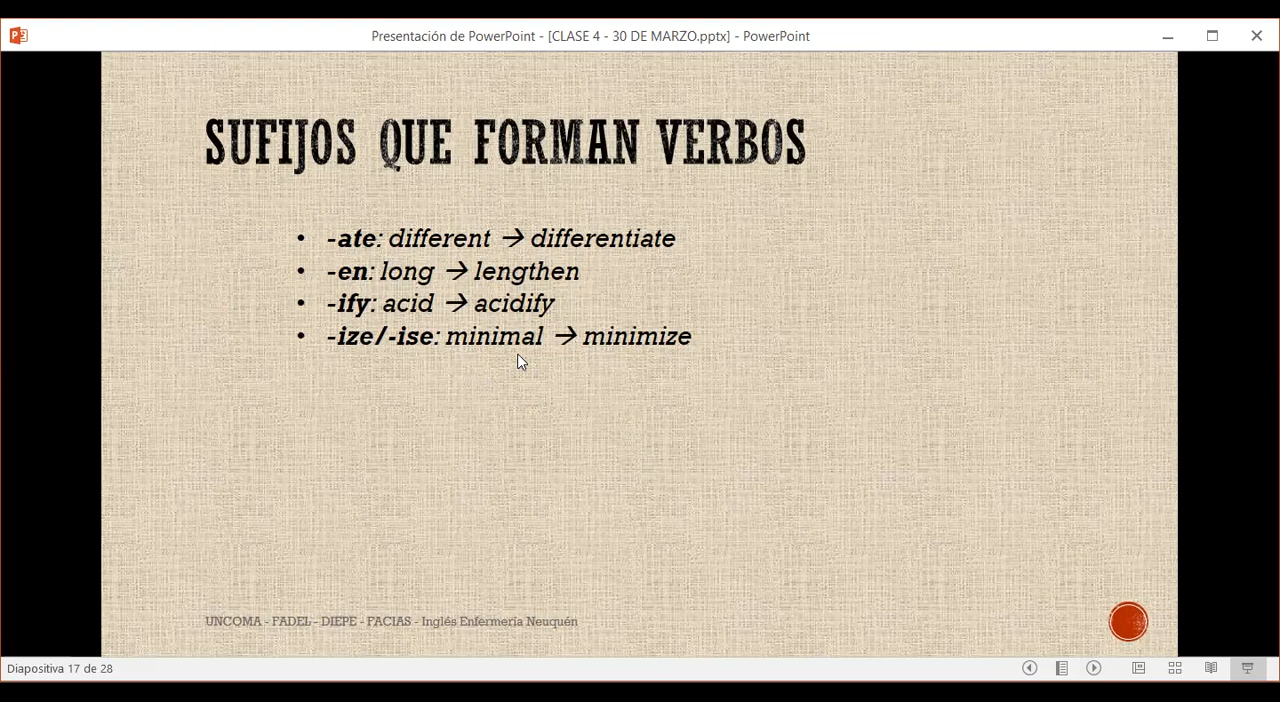 Presentación de PowerPoint - [CLASE 4 - 30 DE MARZO.pptx] - PowerPoint
SUFIJOS QUE FORMAN VERBOS
• -ate: different → differentiate
• -en: long → lengthen
• -ify: acid → acidify
• -ize/-ise: minimal → minimize
UNCOMA - FADEL - DIEPE - FACIAS - Inglés Enfermería Neuquén
Diapositiva 17 de 28